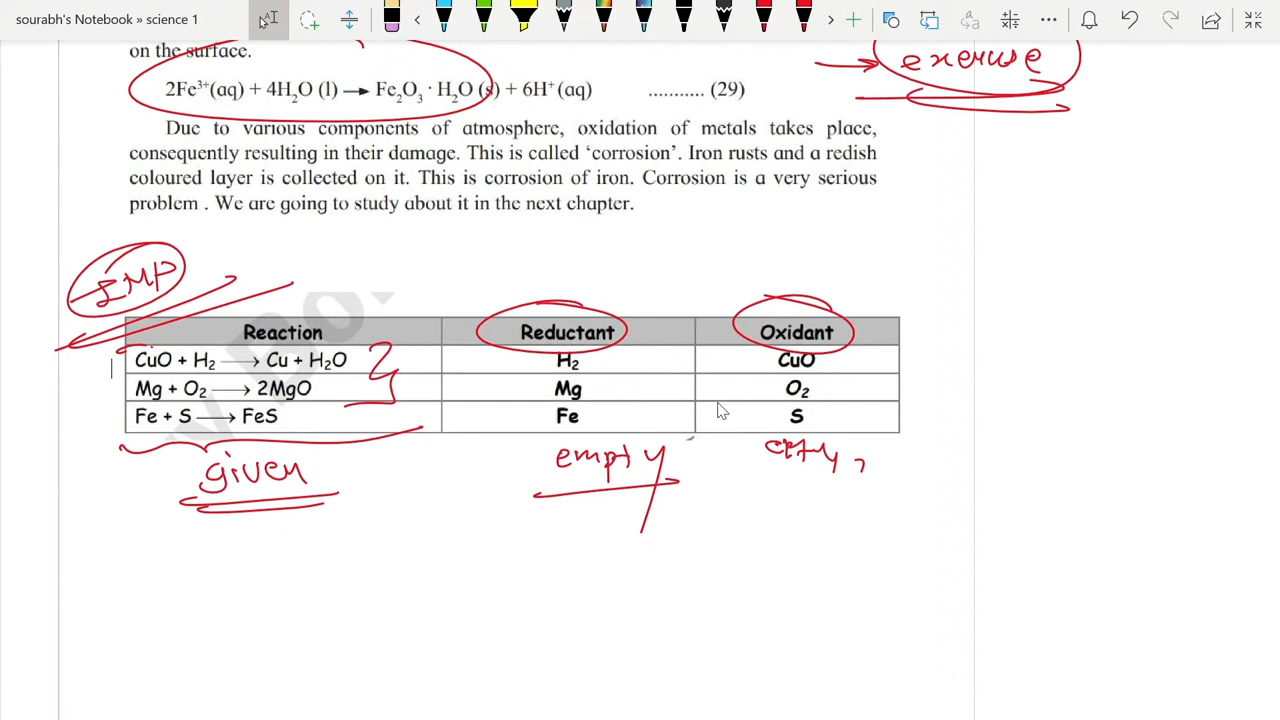 sourabh's Notebook » science 1
on the surface.
exercise
2Fe³⁺(aq) + 4H₂O (l) → Fe₂O₃ · H₂O (s) + 6H⁺ (aq) ........... (29)
Due to various components of atmosphere, oxidation of metals takes place,
consequently resulting in their damage. This is called ‘corrosion’. Iron rusts and a redish
coloured layer is collected on it. This is corrosion of iron. Corrosion is a very serious
problem . We are going to study about it in the next chapter.
IMP
Reaction Reductant Oxidant
CuO + H₂ ⟶ Cu + H₂O H₂ CuO
Mg + O₂ ⟶ 2MgO Mg O₂
Fe + S ⟶ FeS Fe S
given empty